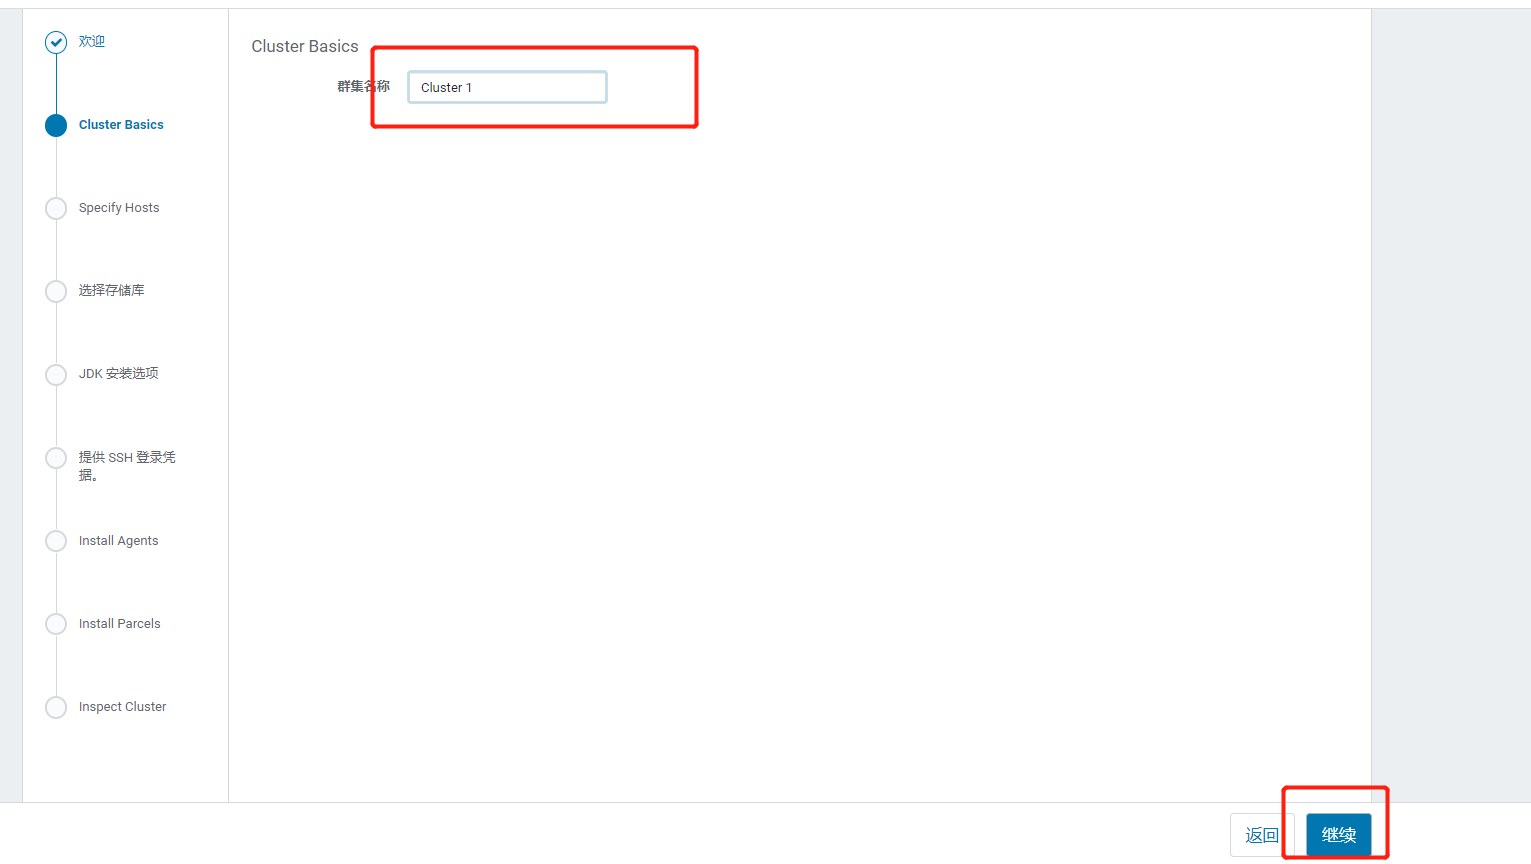 欢迎
Cluster Basics
Specify Hosts
选择存储库
JDK 安装选项
提供 SSH 登录凭
据。
Install Agents
Install Parcels
Inspect Cluster
Cluster Basics
群集名称
Cluster 1
返回
继续